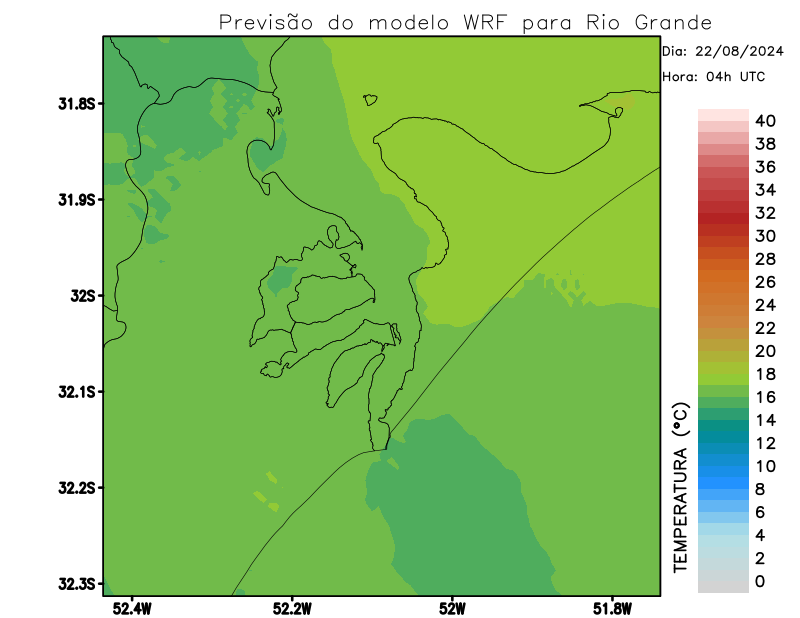 Previsão do modelo WRF para Rio Grande
Dia: 22/08/2024
Hora: 04h UTC
31.8S
31.9S
32S
32.1S
32.2S
32.3S
52.4W
52.2W
52W
51.8W
TEMPERATURA (°C)
40
38
36
34
32
30
28
26
24
22
20
18
16
14
12
10
8
6
4
2
0